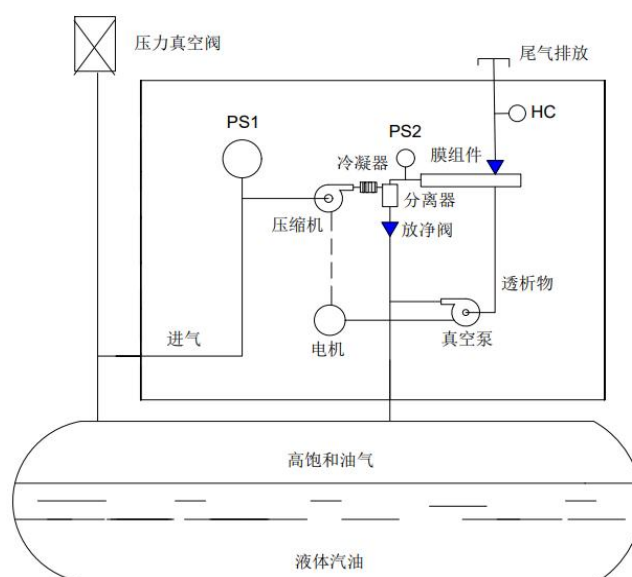 压力真空阀
尾气排放
HC
PS1
PS2
冷凝器
膜组件
分离器
压缩机
放净阀
透析物
进气
电机
真空泵
高饱和油气
液体汽油